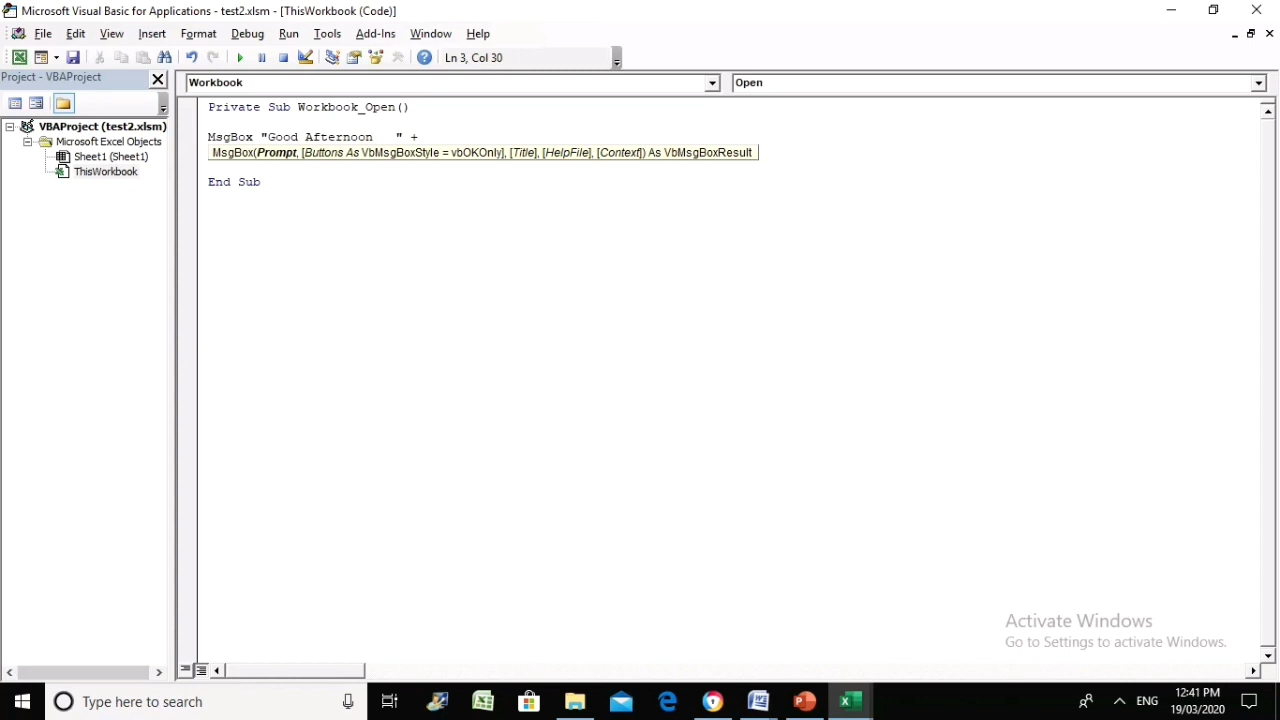 Microsoft Visual Basic for Applications - test2.xlsm - [ThisWorkbook (Code)]
File Edit View Insert Format Debug Run Tools Add-Ins Window Help
Ln 3, Col 30
Project - VBAProject
Workbook
Open
VBAProject (test2.xlsm)
Microsoft Excel Objects
Sheet1 (Sheet1)
ThisWorkbook
Private Sub Workbook_Open()
MsgBox "Good Afternoon   " +
MsgBox(Prompt, [Buttons As VbMsgBoxStyle = vbOKOnly], [Title], [HelpFile], [Context]) As VbMsgBoxResult
End Sub
Activate Windows
Go to Settings to activate Windows.
Type here to search
ENG
12:41 PM
19/03/2020